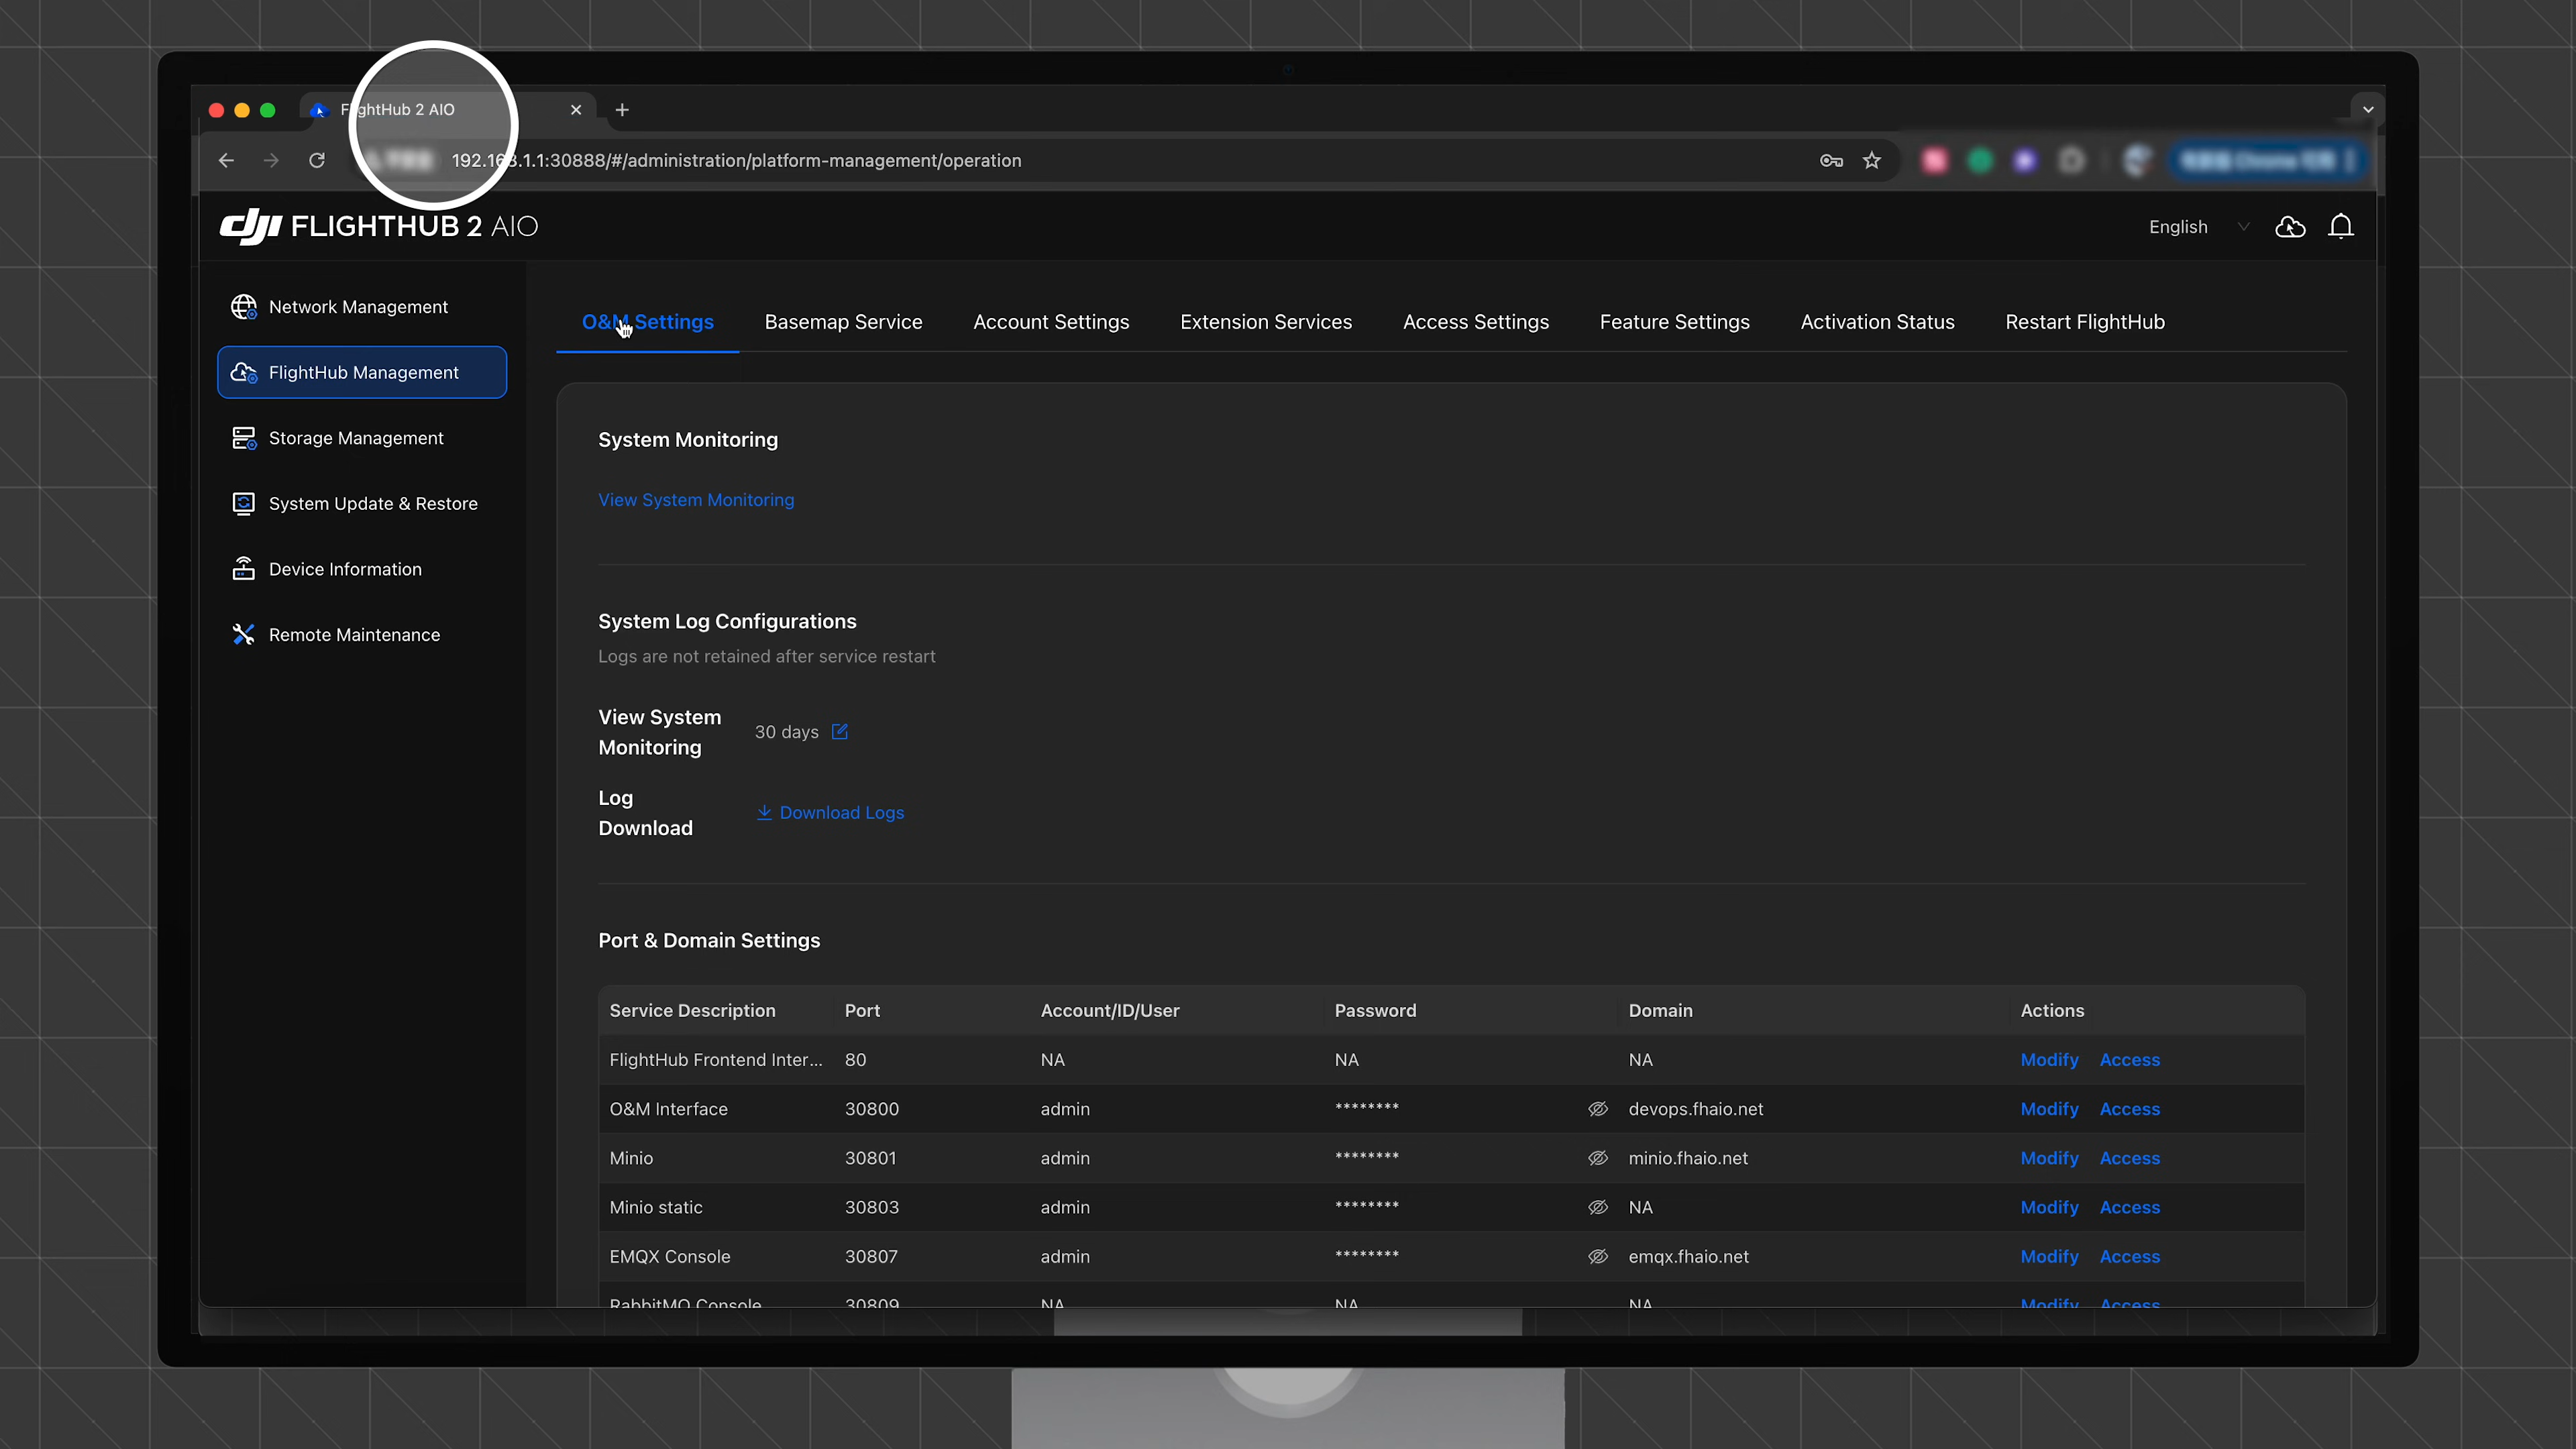 FlightHub 2 AIO
192.168.1.1:30888/#/administration/platform-management/operation
dji FLIGHTHUB 2 AIO
English
Network Management
FlightHub Management
Storage Management
System Update & Restore
Device Information
Remote Maintenance
O&M Settings Basemap Service Account Settings Extension Services Access Settings Feature Settings Activation Status Restart FlightHub
System Monitoring
View System Monitoring
System Log Configurations
Logs are not retained after service restart
View System
Monitoring
30 days
Log
Download
Download Logs
Port & Domain Settings
Service Description Port Account/ID/User Password Domain Actions
FlightHub Frontend Inter... 80 NA NA NA Modify Access
O&M Interface 30800 admin ******** devops.fhaio.net Modify Access
Minio 30801 admin ******** minio.fhaio.net Modify Access
Minio static 30803 admin ******** NA Modify Access
EMQX Console 30807 admin ******** emqx.fhaio.net Modify Access
RabbitMQ Console 30809 NA NA NA Modify Access